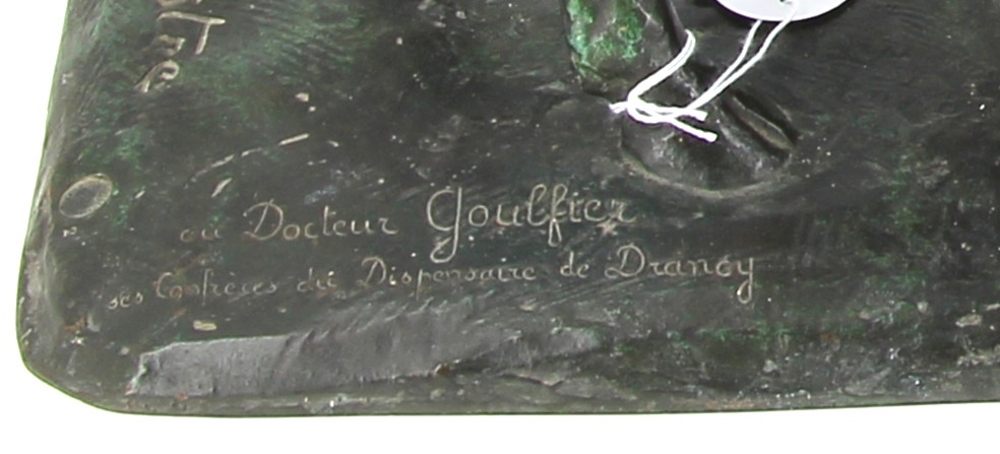 au Docteur Goulfier
ses Confrères du Dispensaire de Drancy